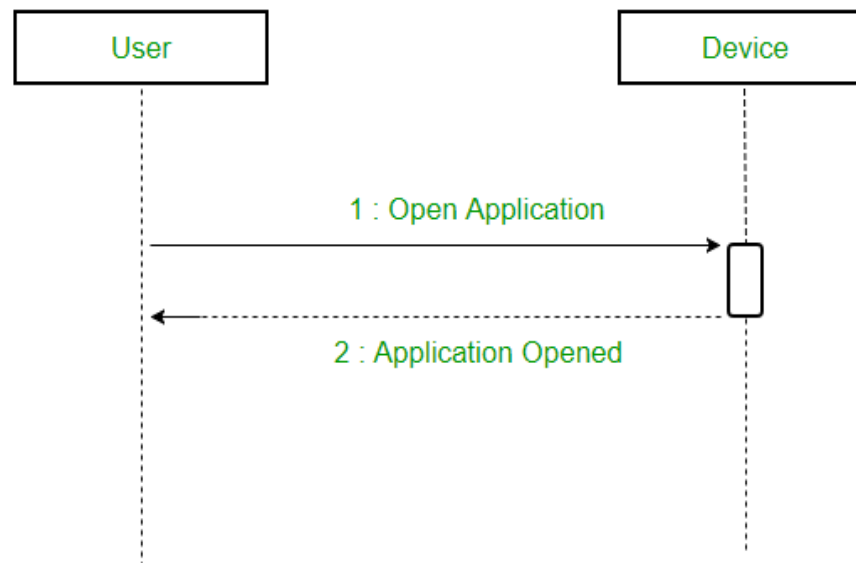 User
Device
1 : Open Application
2 : Application Opened